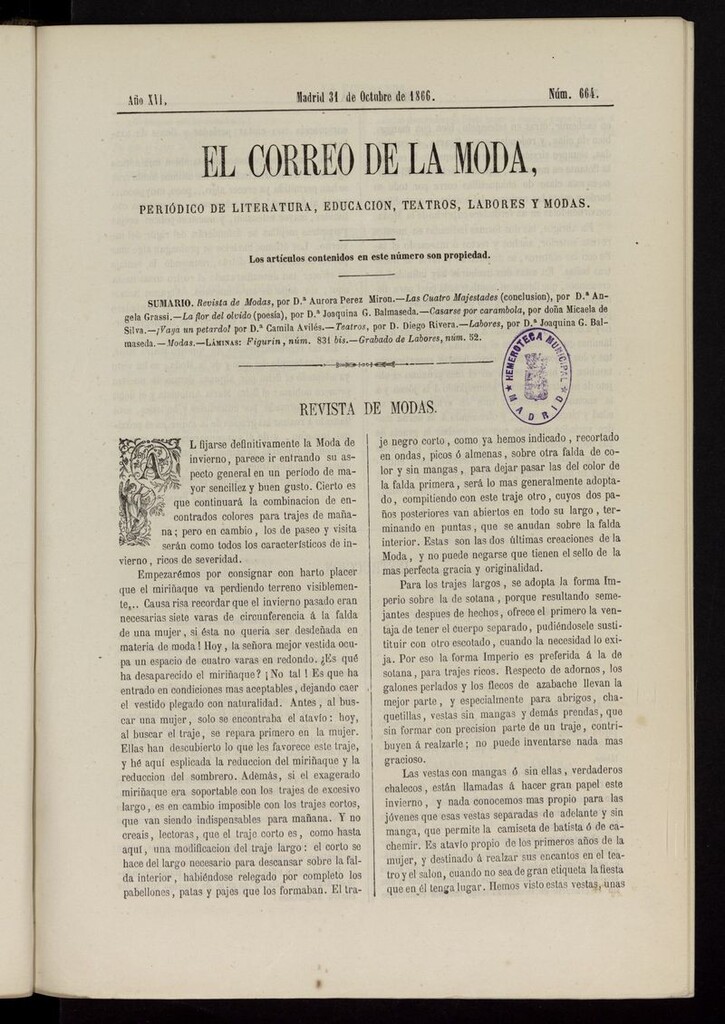 Año XVI.
Madrid 31 de Octubre de 1866.
Núm. 664.
EL CORREO DE LA MODA,
PERIÓDICO DE LITERATURA, EDUCACION, TEATROS, LABORES Y MODAS.
Los artículos contenidos en este número son propiedad.
SUMARIO. Revista de Modas, por D.ª Aurora Perez Miron.—Las Cuatro Majestades (conclusion), por D.ª An-
gela Grassi.—La flor del olvido (poesía), por D.ª Joaquina G. Balmaseda.—Casarse por carambola, por doña Micaela de
Silva.—¡Vaya un petardo! por D.ª Camila Avilés.—Teatros, por D. Diego Rivera.—Labores, por D.ª Joaquina G. Bal-
maseda.—Modas.—LÁMINAS: Figurin, núm. 831 bis.—Grabado de Labores, núm. 52.
HEMEROTECA MUNICIPAL
MADRID
REVISTA DE MODAS.
AL fijarse definitivamente la Moda de
invierno, parece ir entrando su as-
pecto general en un período de ma-
yor sencillez y buen gusto. Cierto es
que continuará la combinacion de en-
contrados colores para trajes de maña-
na; pero en cambio, los de paseo y visita
serán como todos los característicos de in-
vierno, ricos de severidad.
Empezarémos por consignar con harto placer
que el miriñaque va perdiendo terreno visiblemen-
te,.. Causa risa recordar que el invierno pasado eran
necesarias siete varas de circunferencia á la falda
de una mujer, si ésta no queria ser desdeñada en
materia de moda! Hoy, la señora mejor vestida ocu-
pa un espacio de cuatro varas en redondo. ¿Es qué
ha desaparecido el miriñaque? ¡No tal! Es que ha
entrado en condiciones mas aceptables, dejando caer
el vestido plegado con naturalidad. Antes, al bus-
car una mujer, solo se encontraba el atavío: hoy,
al buscar el traje, se repara primero en la mujer.
Ellas han descubierto lo que les favorece este traje,
y hé aquí esplicada la reduccion del miriñaque y la
reduccion del sombrero. Además, si el exagerado
miriñaque era soportable con los trajes de excesivo
largo, es en cambio imposible con los trajes cortos,
que van siendo indispensables para mañana. Y no
creais, lectoras, que el traje corto es, como hasta
aquí, una modificacion del traje largo: el corto se
hace del largo necesario para descansar sobre la fal-
da interior, habiéndose relegado por completo los
pabellones, patas y pajes que los formaban. El tra-
je negro corto, como ya hemos indicado, recortado
en ondas, picos ó almenas, sobre otra falda de co-
lor y sin mangas, para dejar pasar las del color de
la falda primera, será lo mas generalmente adopta-
do, compitiendo con este traje otro, cuyos dos pa-
ños posteriores van abiertos en todo su largo, ter-
minando en puntas, que se anudan sobre la falda
interior. Estas son las dos últimas creaciones de la
Moda, y no puede negarse que tienen el sello de la
mas perfecta gracia y originalidad.
Para los trajes largos, se adopta la forma Im-
perio sobre la de sotana, porque resultando seme-
jantes despues de hechos, ofrece el primero la ven-
taja de tener el cuerpo separado, pudiéndosele susti-
tituir con otro escotado, cuando la necesidad lo exi-
ja. Por eso la forma Imperio es preferida á la de
sotana, para trajes ricos. Respecto de adornos, los
galones perlados y los flecos de azabache llevan la
mejor parte, y especialmente para abrigos, cha-
quetillas, vestas sin mangas y demás prendas, que
sin formar con precision parte de un traje, contri-
buyen á realzarle; no puede inventarse nada mas
gracioso.
Las vestas con mangas ó sin ellas, verdaderos
chalecos, están llamadas á hacer gran papel este
invierno, y nada conocemos mas propio para las
jóvenes que esas vestas separadas de adelante y sin
manga, que permite la camiseta de batista ó de ca-
chemir. Es atavío propio de los primeros años de la
mujer, y destinado á realzar sus encantos en el tea-
tro y el salon, cuando no sea de gran etiqueta la fiesta
que en él tenga lugar. Hemos visto estas vestas, unas